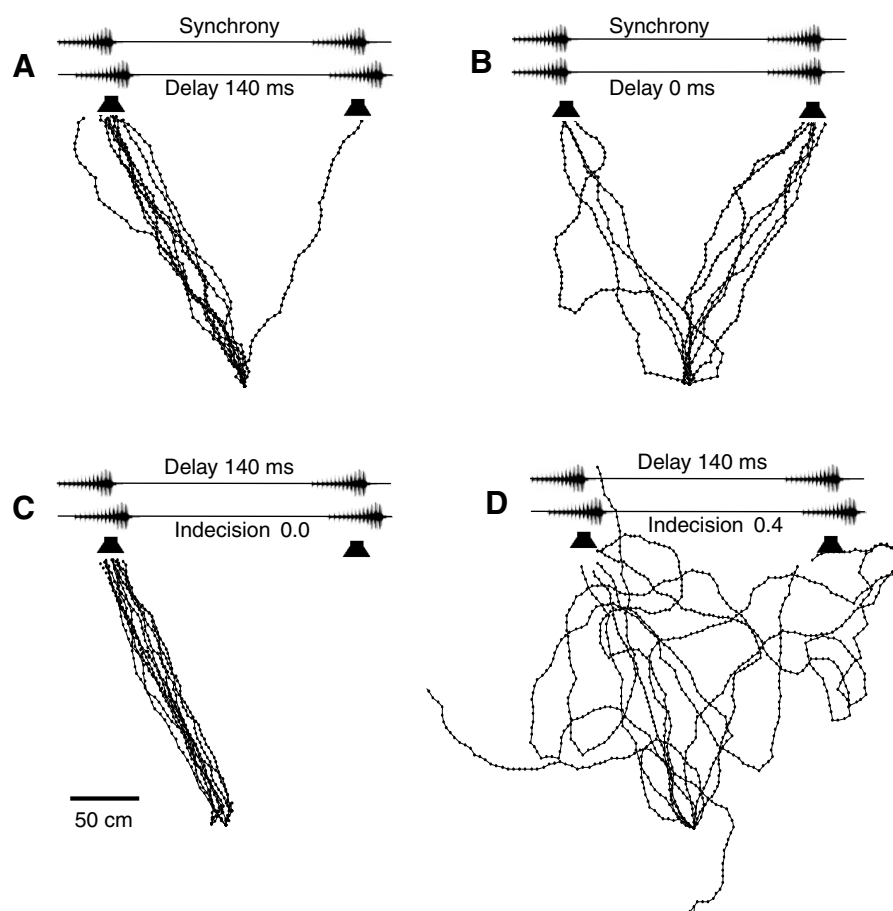 A
Synchrony
Delay 140 ms
B
Synchrony
Delay 0 ms
C
Delay 140 ms
Indecision 0.0
50 cm
D
Delay 140 ms
Indecision 0.4